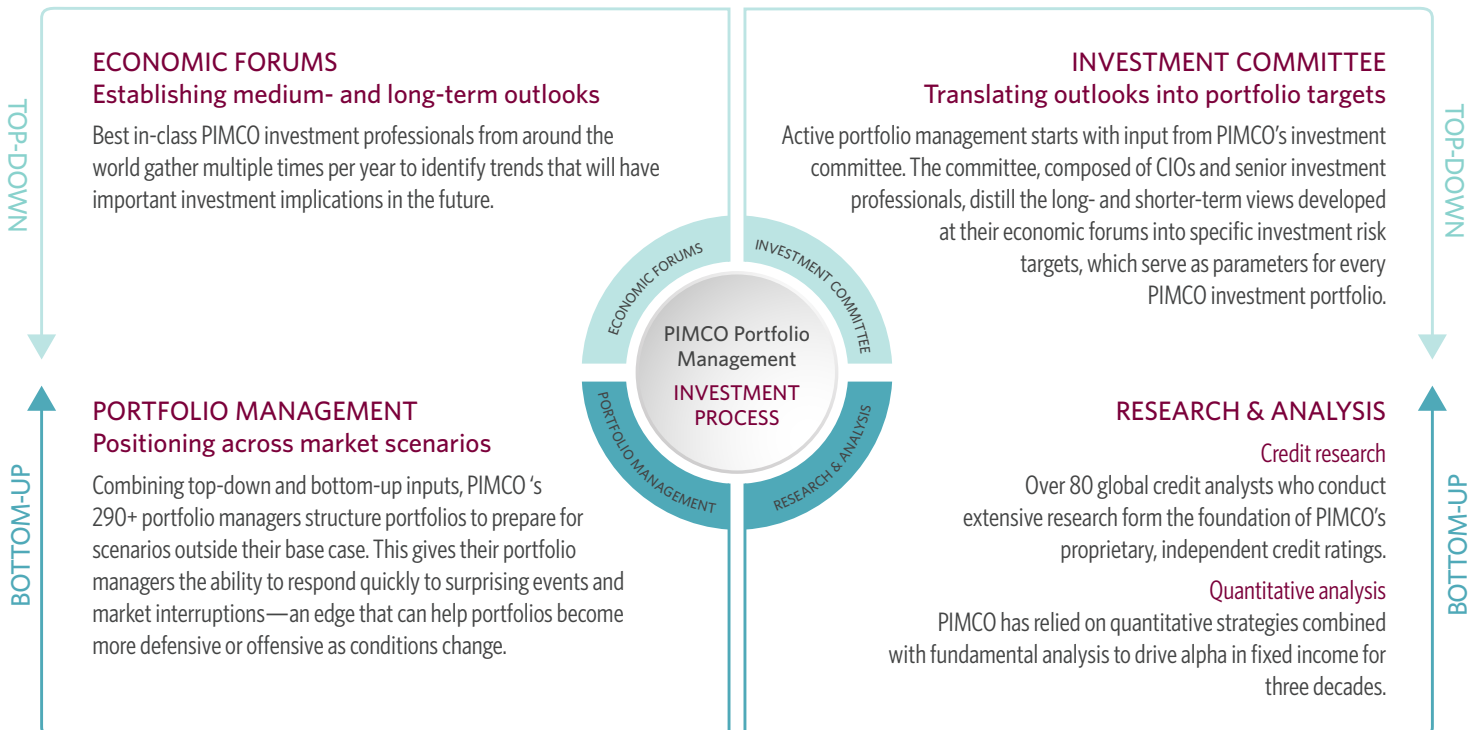 TOP-DOWN
ECONOMIC FORUMS
Establishing medium- and long-term outlooks
Best in-class PIMCO investment professionals from around the
world gather multiple times per year to identify trends that will have
important investment implications in the future.
INVESTMENT COMMITTEE
Translating outlooks into portfolio targets
Active portfolio management starts with input from PIMCO’s investment
committee. The committee, composed of CIOs and senior investment
professionals, distill the long- and shorter-term views developed
at their economic forums into specific investment risk
targets, which serve as parameters for every
PIMCO investment portfolio.
TOP-DOWN
ECONOMIC FORUMS
INVESTMENT COMMITTEE
PIMCO Portfolio
Management
INVESTMENT
PROCESS
PORTFOLIO MANAGEMENT
RESEARCH & ANALYSIS
BOTTOM-UP
PORTFOLIO MANAGEMENT
Positioning across market scenarios
Combining top-down and bottom-up inputs, PIMCO ‘s
290+ portfolio managers structure portfolios to prepare for
scenarios outside their base case. This gives their portfolio
managers the ability to respond quickly to surprising events and
market interruptions—an edge that can help portfolios become
more defensive or offensive as conditions change.
RESEARCH & ANALYSIS
Credit research
Over 80 global credit analysts who conduct
extensive research form the foundation of PIMCO’s
proprietary, independent credit ratings.
Quantitative analysis
PIMCO has relied on quantitative strategies combined
with fundamental analysis to drive alpha in fixed income for
three decades.
BOTTOM-UP